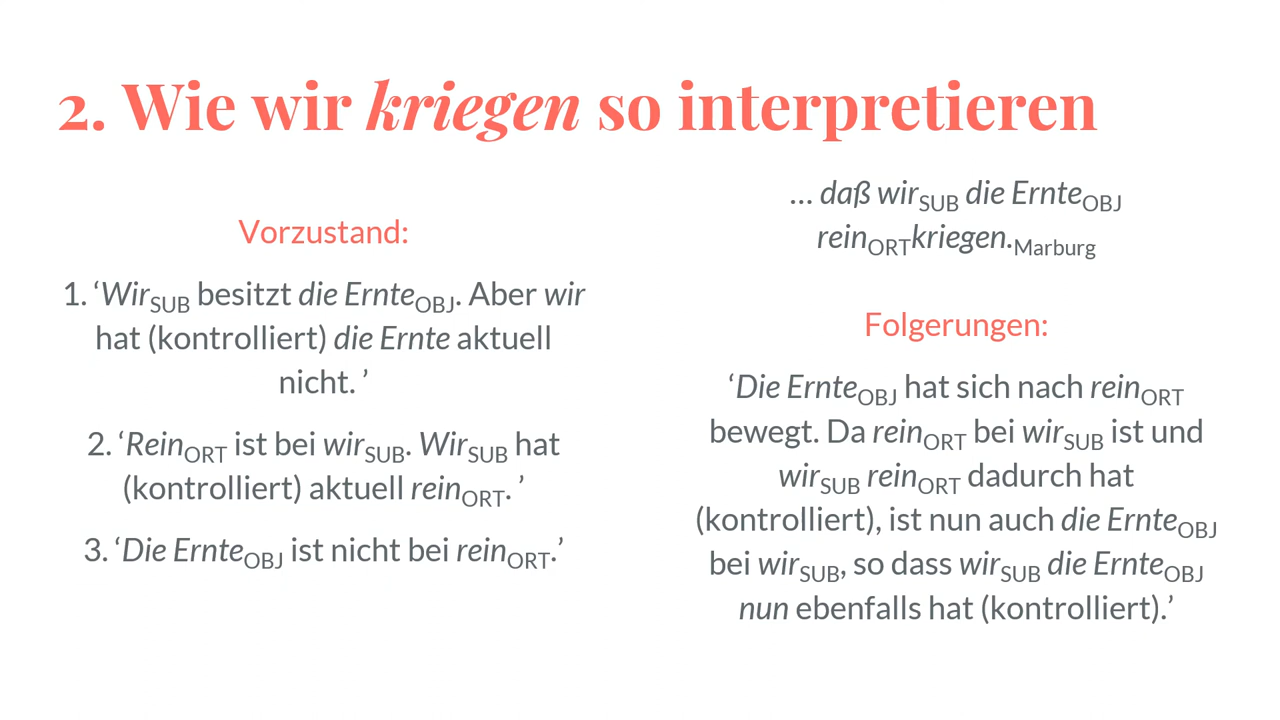 2. Wie wir kriegen so interpretieren
Vorzustand:
1. ‘WirSUB besitzt die ErnteOBJ. Aber wir
hat (kontrolliert) die Ernte aktuell
nicht. ’
2. ‘ReinORT ist bei wirSUB. WirSUB hat
(kontrolliert) aktuell reinORT. ’
3. ‘Die ErnteOBJ ist nicht bei reinORT.’
... daß wirSUB die ErnteOBJ
reinORTkriegen.Marburg
Folgerungen:
‘Die ErnteOBJ hat sich nach reinORT
bewegt. Da reinORT bei wirSUB ist und
wirSUB reinORT dadurch hat
(kontrolliert), ist nun auch die ErnteOBJ
bei wirSUB, so dass wirSUB die ErnteOBJ
nun ebenfalls hat (kontrolliert).’